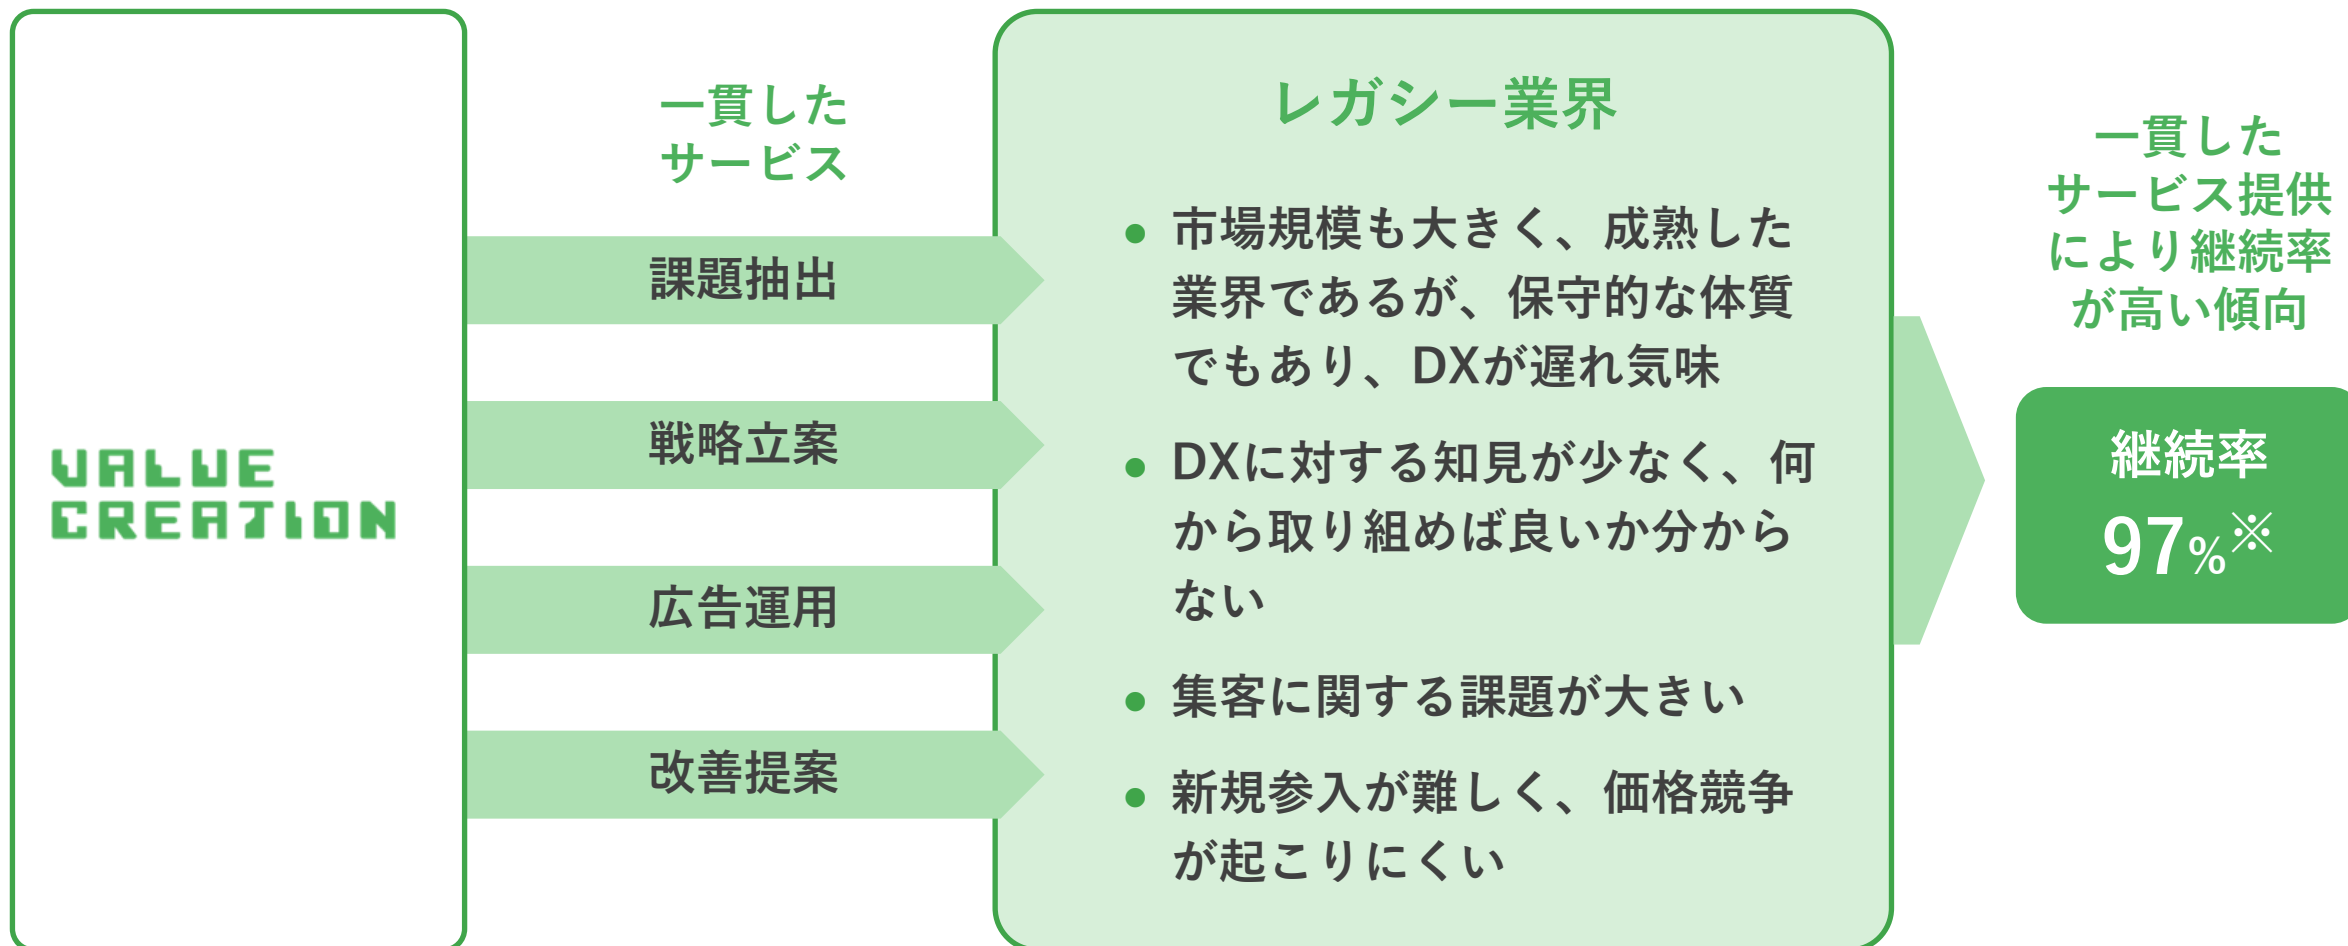 VALUE
CREATION
一貫した
サービス
課題抽出
戦略立案
広告運用
改善提案
レガシー業界
● 市場規模も大きく、成熟した
業界であるが、保守的な体質
でもあり、DXが遅れ気味
● DXに対する知見が少なく、何
から取り組めば良いか分から
ない
● 集客に関する課題が大きい
● 新規参入が難しく、価格競争
が起こりにくい
一貫した
サービス提供
により継続率
が高い傾向
継続率
97%※